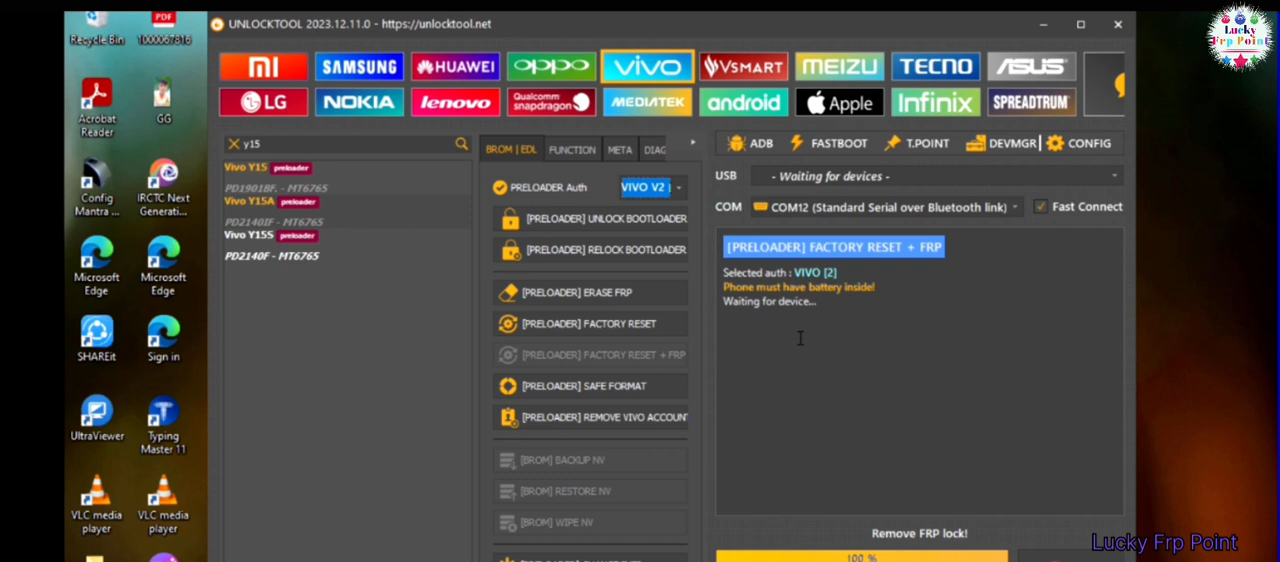 Recycle Bin
1000067816
Acrobat Reader
GG
Config Mantra ...
IRCTC Next Generati...
Microsoft Edge
Microsoft Edge
SHAREit
Sign in
UltraViewer
Typing Master 11
VLC media player
VLC media player
UNLOCKTOOL 2023.12.11.0 - https://unlocktool.net
mi SAMSUNG HUAWEI oppo vivo VSMART MEIZU TECNO ASUS
LG NOKIA lenovo Qualcomm snapdragon MEDIATEK android Apple Infinix SPREADTRUM
y15
Vivo Y15 preloader
PD1901BF. - MT6765
Vivo Y15A preloader
PD2140IF - MT6765
Vivo Y15S preloader
PD2140F - MT6765
BROM | EDL FUNCTION META DIAG
PRELOADER Auth VIVO V2
[PRELOADER] UNLOCK BOOTLOADER
[PRELOADER] RELOCK BOOTLOADER
[PRELOADER] ERASE FRP
[PRELOADER] FACTORY RESET
[PRELOADER] FACTORY RESET + FRP
[PRELOADER] SAFE FORMAT
[PRELOADER] REMOVE VIVO ACCOUN
[BROM] BACKUP NV
[BROM] RESTORE NV
[BROM] WIPE NV
ADB FASTBOOT T.POINT DEVMGR CONFIG
USB - Waiting for devices -
COM COM12 (Standard Serial over Bluetooth link) Fast Connect
[PRELOADER] FACTORY RESET + FRP
Selected auth : VIVO [2]
Phone must have battery inside!
Waiting for device...
Remove FRP lock!
100 %
Lucky
Frp Point
Lucky Frp Point